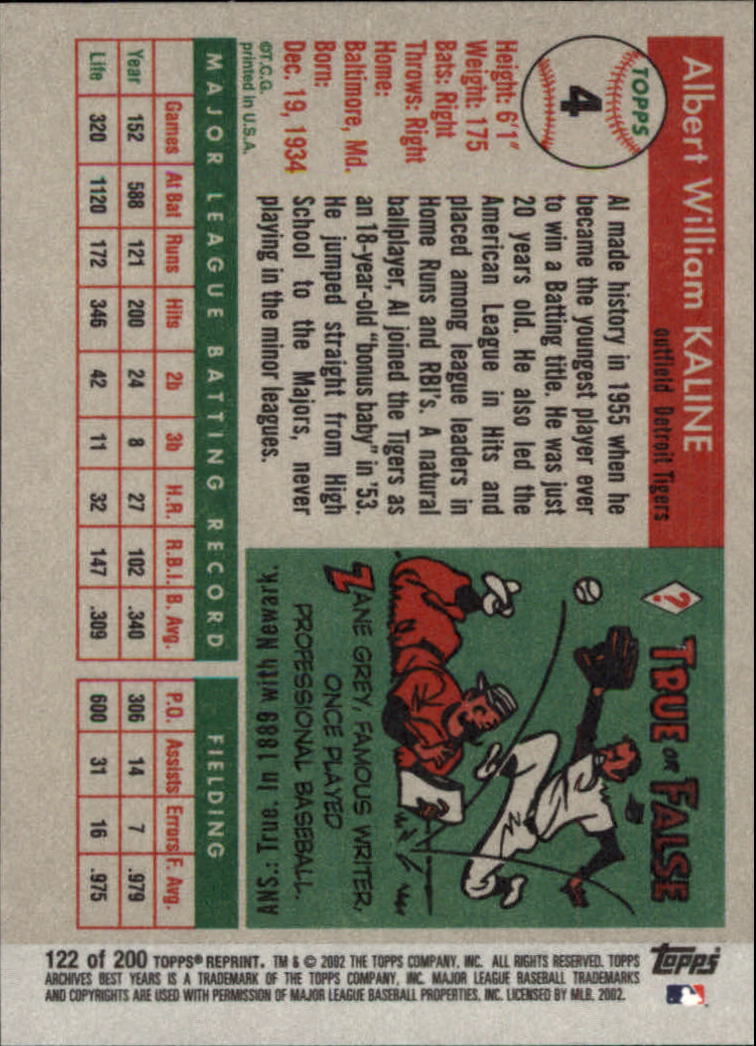 Albert William KALINE
outfield Detroit Tigers
TOPPS
4
Height: 6'1"
Weight: 175
Bats: Right
Throws: Right
Home:
Baltimore, Md.
Born:
Dec. 19, 1934
©T.C.G.
printed in U.S.A.
Al made history in 1955 when he
became the youngest player ever
to win a Batting title. He was just
20 years old. He also led the
American League in Hits and
placed among league leaders in
Home Runs and RBI's. A natural
ballplayer, Al joined the Tigers as
an 18-year-old "bonus baby" in '53.
He jumped straight from High
School to the Majors, never
playing in the minor leagues.
?
TRUE OR FALSE
ZANE GREY, FAMOUS WRITER,
ONCE PLAYED
PROFESSIONAL BASEBALL.
ANS.: True. In 1889 with Newark.
MAJOR LEAGUE BATTING RECORD FIELDING
Games At Bat Runs Hits 2b 3b H.R. R.B.I. B. Avg. P.O. Assists Errors F. Avg.
Year 152 588 121 200 24 8 27 102 .340 306 14 7 .979
Life 320 1120 172 346 42 11 32 147 .309 600 31 16 .975
Topps
122 of 200 TOPPS® REPRINT. TM & © 2002 THE TOPPS COMPANY, INC. ALL RIGHTS RESERVED. TOPPS
ARCHIVES BEST YEARS IS A TRADEMARK OF THE TOPPS COMPANY, INC. MAJOR LEAGUE BASEBALL TRADEMARKS
AND COPYRIGHTS ARE USED WITH PERMISSION OF MAJOR LEAGUE BASEBALL PROPERTIES, INC. LICENSED BY MLB. 2002.